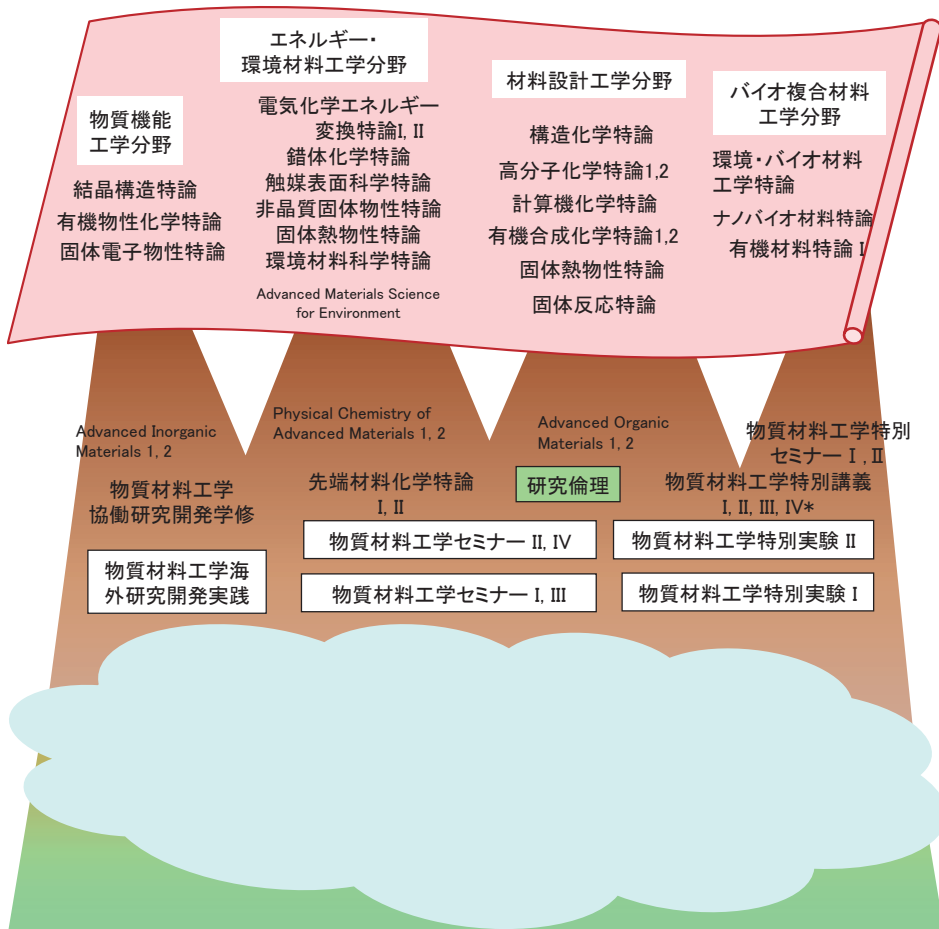 物質機能
工学分野
結晶構造特論
有機物性化学特論
固体電子物性特論
エネルギー・
環境材料工学分野
電気化学エネルギー
変換特論I, II
錯体化学特論
触媒表面科学特論
非晶質固体物性特論
固体熱物性特論
環境材料科学特論
Advanced Materials Science
for Environment
材料設計工学分野
構造化学特論
高分子化学特論1,2
計算機化学特論
有機合成化学特論1,2
固体熱物性特論
固体反応特論
バイオ複合材料
工学分野
環境・バイオ材料
工学特論
ナノバイオ材料特論
有機材料特論 I
Advanced Inorganic
Materials 1, 2
Physical Chemistry of
Advanced Materials 1, 2
Advanced Organic
Materials 1, 2
物質材料工学特別
セミナー I , II
物質材料工学
協働研究開発学修
先端材料化学特論
I, II
研究倫理
物質材料工学特別講義
I, II, III, IV*
物質材料工学海
外研究開発実践
物質材料工学セミナー II, IV
物質材料工学特別実験 II
物質材料工学セミナー I, III
物質材料工学特別実験 I